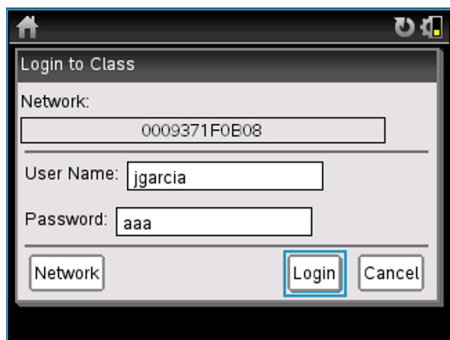 Login to Class
Network:
0009371F0B08
User Name: jgarcia
Password: aaa
Network Login Cancel